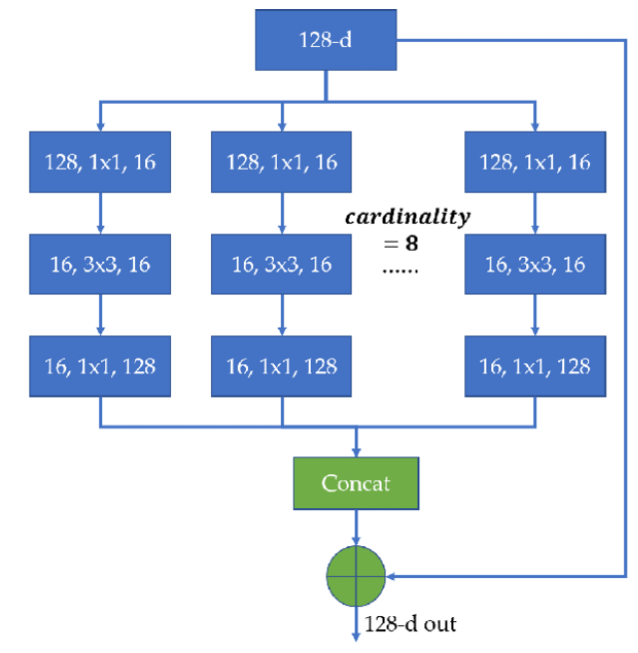 128-d
128, 1x1, 16
128, 1x1, 16
128, 1x1, 16
cardinality
= 8
......
16, 3x3, 16
16, 3x3, 16
16, 3x3, 16
16, 1x1, 128
16, 1x1, 128
16, 1x1, 128
Concat
128-d out